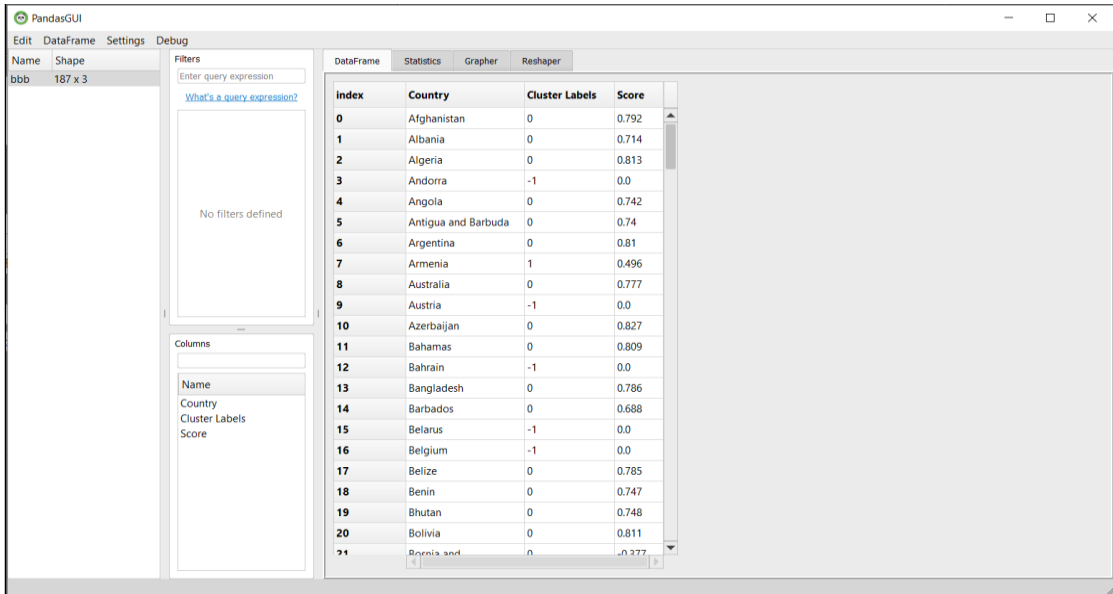 PandasGUI
Edit DataFrame Settings Debug
Name Shape
bbb 187 x 3
Filters
Enter query expression
What's a query expression?
No filters defined
Columns
Name
Country
Cluster Labels
Score
DataFrame Statistics Grapher Reshaper
index Country Cluster Labels Score
0 Afghanistan 0 0.792
1 Albania 0 0.714
2 Algeria 0 0.813
3 Andorra -1 0.0
4 Angola 0 0.742
5 Antigua and Barbuda 0 0.74
6 Argentina 0 0.81
7 Armenia 1 0.496
8 Australia 0 0.777
9 Austria -1 0.0
10 Azerbaijan 0 0.827
11 Bahamas 0 0.809
12 Bahrain -1 0.0
13 Bangladesh 0 0.786
14 Barbados 0 0.688
15 Belarus -1 0.0
16 Belgium -1 0.0
17 Belize 0 0.785
18 Benin 0 0.747
19 Bhutan 0 0.748
20 Bolivia 0 0.811
21 Bosnia and 0 -0.377